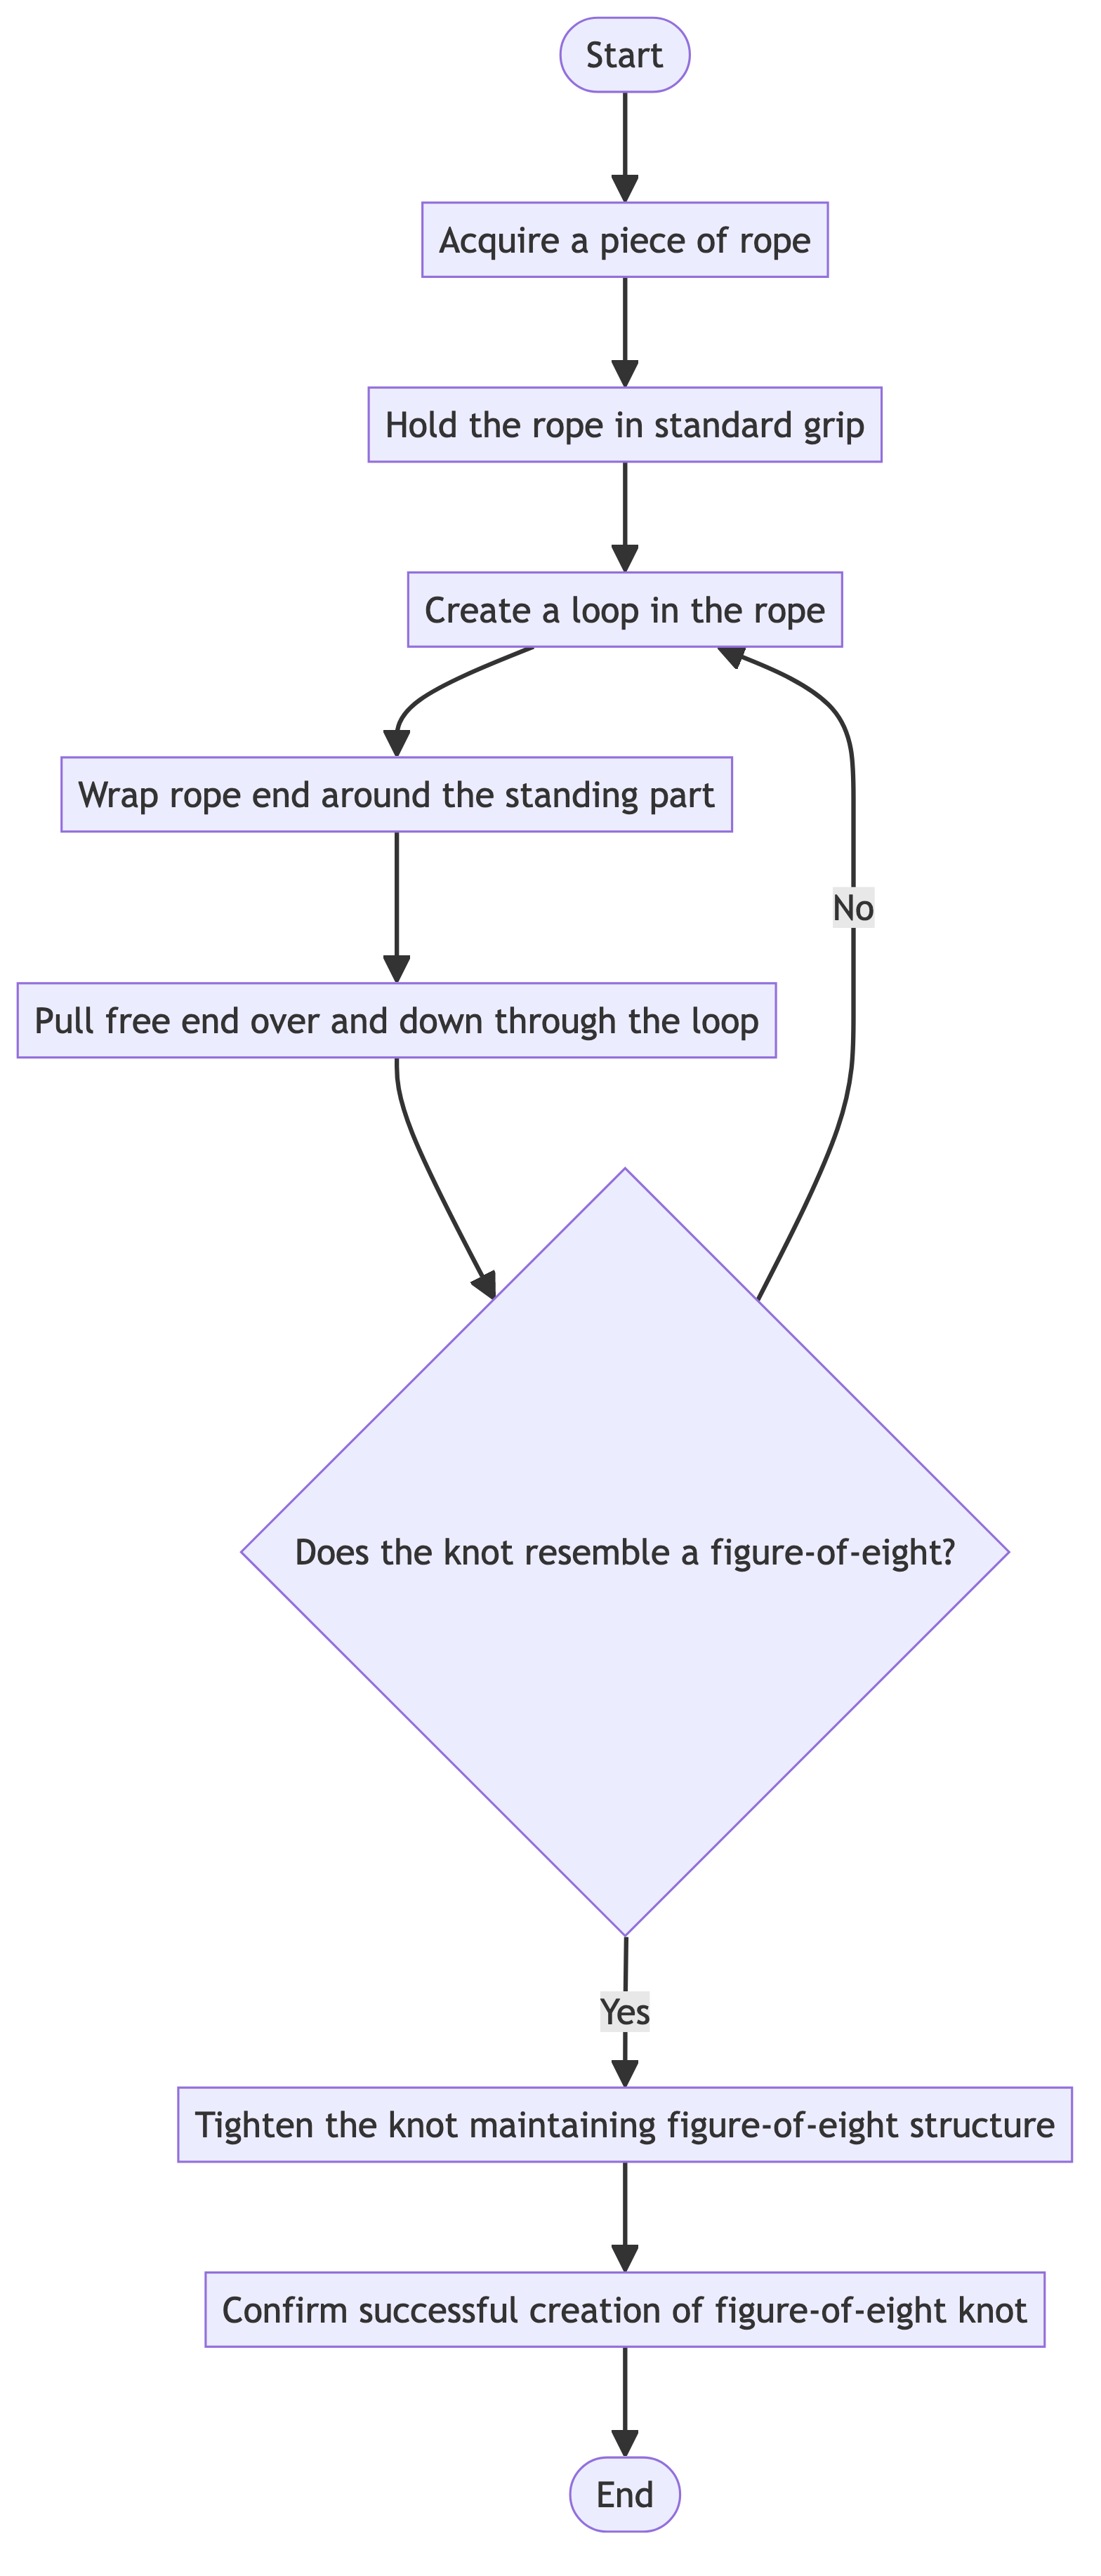 Start
Acquire a piece of rope
Hold the rope in standard grip
Create a loop in the rope
Wrap rope end around the standing part
No
Pull free end over and down through the loop
Does the knot resemble a figure-of-eight?
Yes
Tighten the knot maintaining figure-of-eight structure
Confirm successful creation of figure-of-eight knot
End